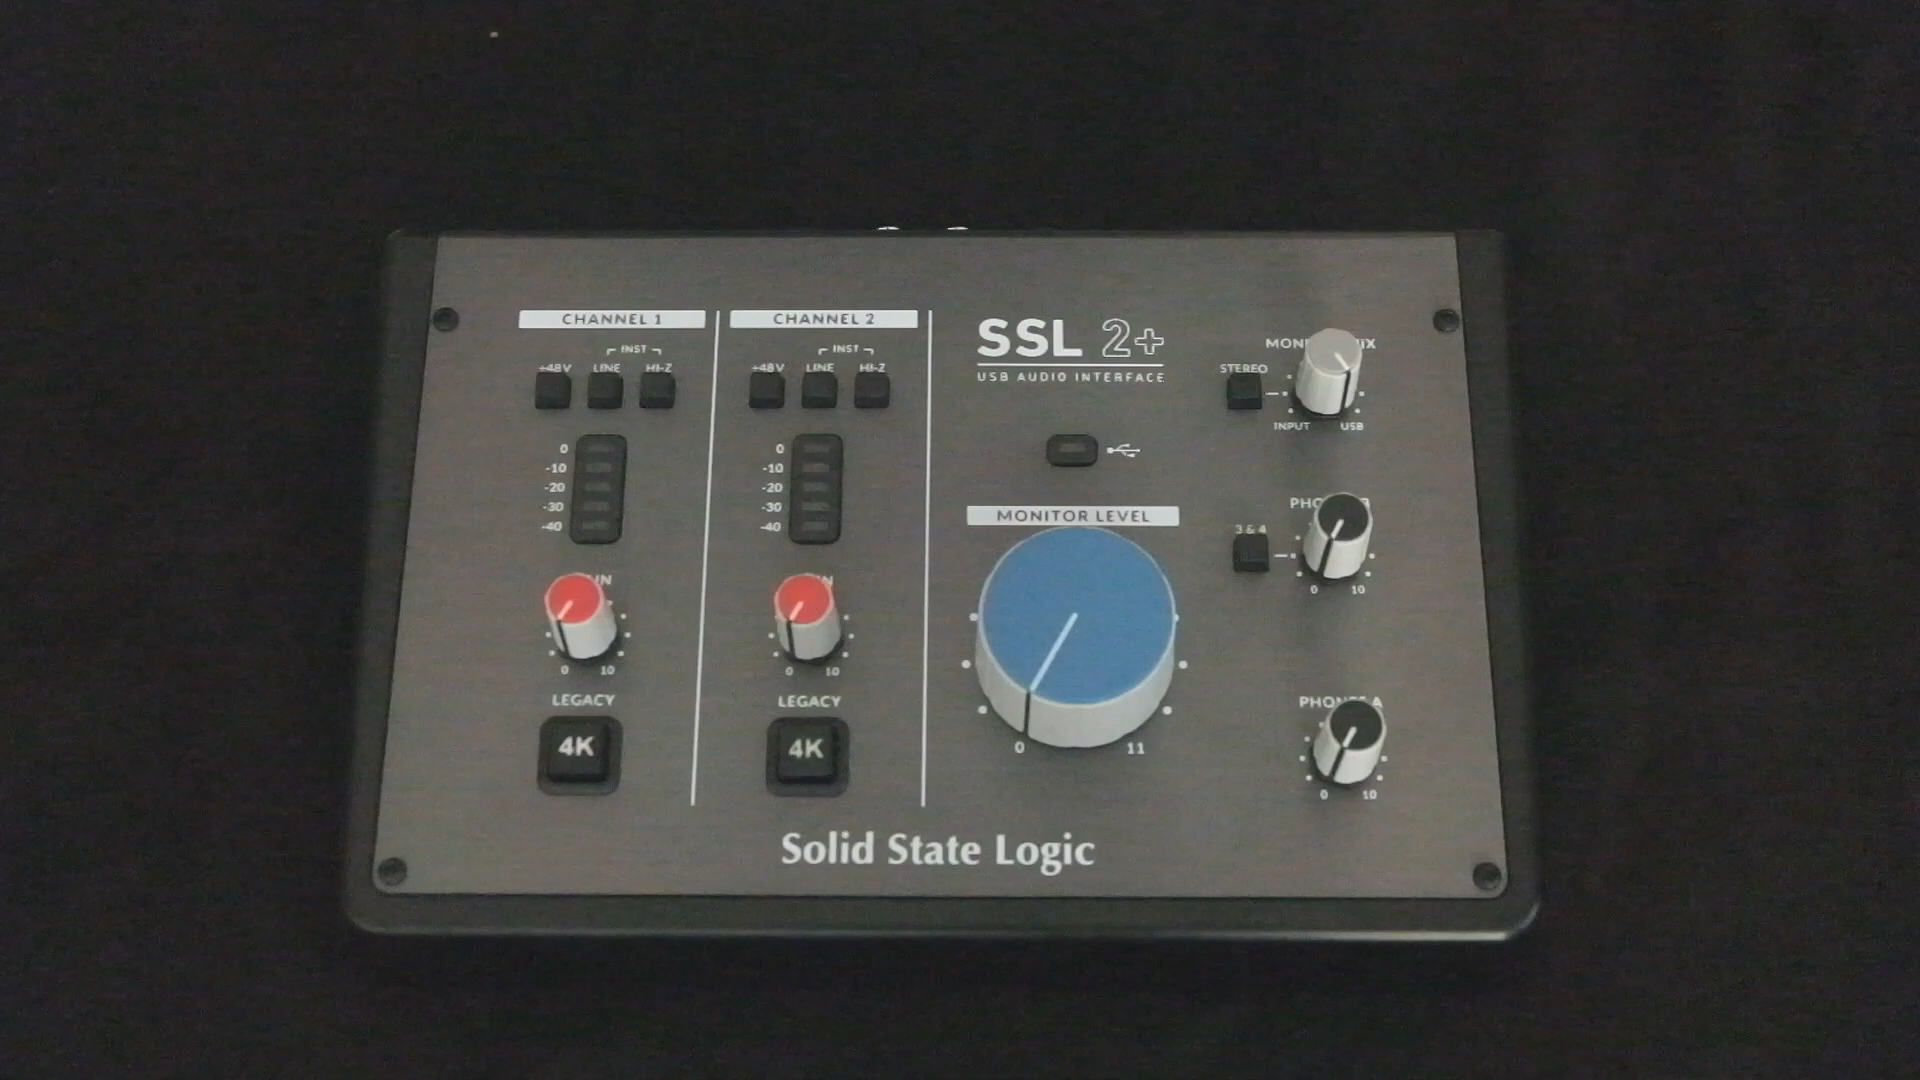 CHANNEL 1
INST
+48V LINE HI-Z
0
-10
-20
-30
-40
0 10
LEGACY
4K
CHANNEL 2
INST
+48V LINE HI-Z
0
-10
-20
-30
-40
0 10
LEGACY
4K
SSL 2+
USB AUDIO INTERFACE
MONITOR LEVEL
0 11
STEREO
INPUT USB
3 & 4
0 10
0 10
Solid State Logic